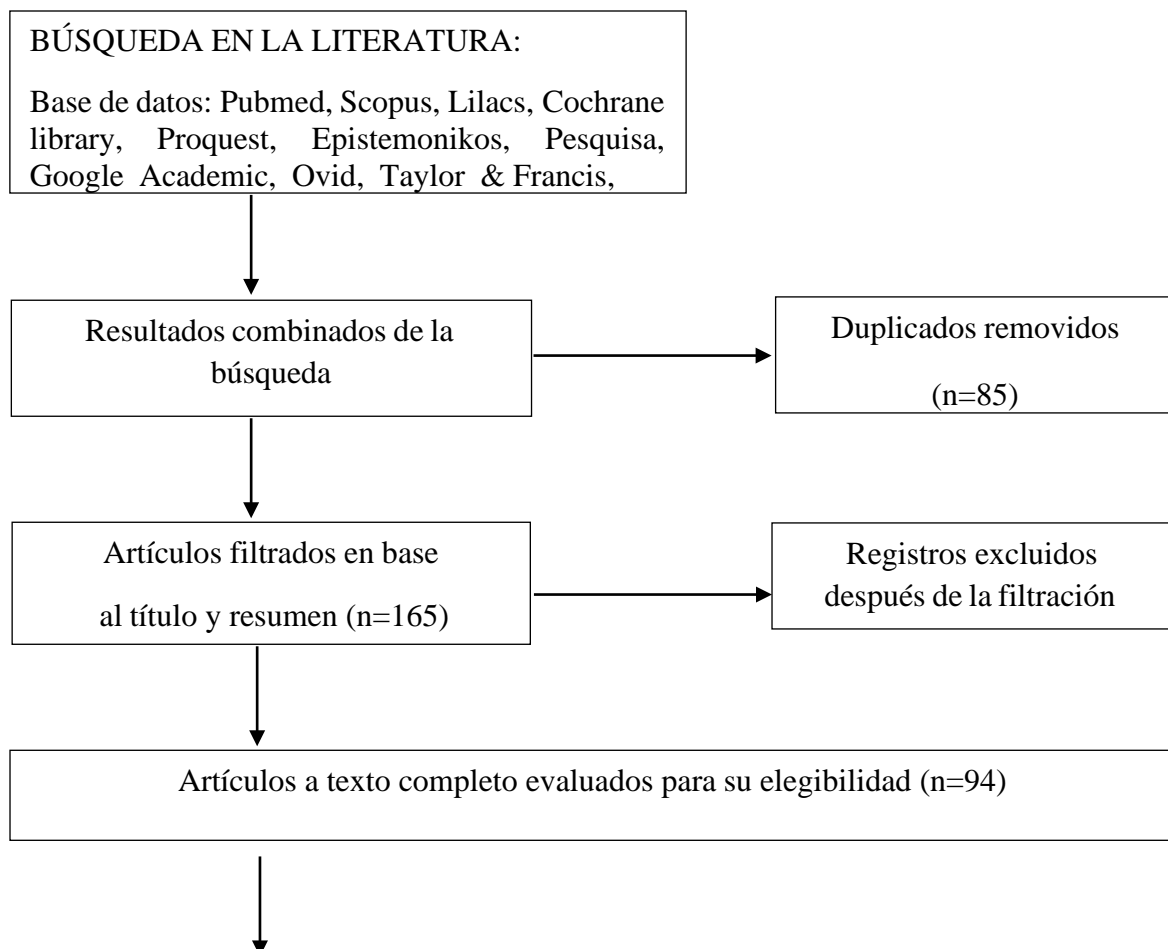 BÚSQUEDA EN LA LITERATURA:
Base de datos: Pubmed, Scopus, Lilacs, Cochrane
library, Proquest, Epistemonikos, Pesquisa,
Google Academic, Ovid, Taylor & Francis,
Resultados combinados de la
búsqueda
Duplicados removidos
(n=85)
Artículos filtrados en base
al título y resumen (n=165)
Registros excluidos
después de la filtración
Artículos a texto completo evaluados para su elegibilidad (n=94)